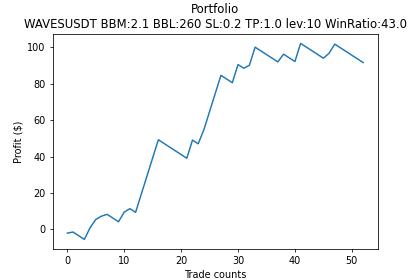 Portfolio
WAVESUSDT BBM:2.1 BBL:260 SL:0.2 TP:1.0 lev:10 WinRatio:43.0
Profit ($)
100
80
60
40
20
0
0 10 20 30 40 50
Trade counts